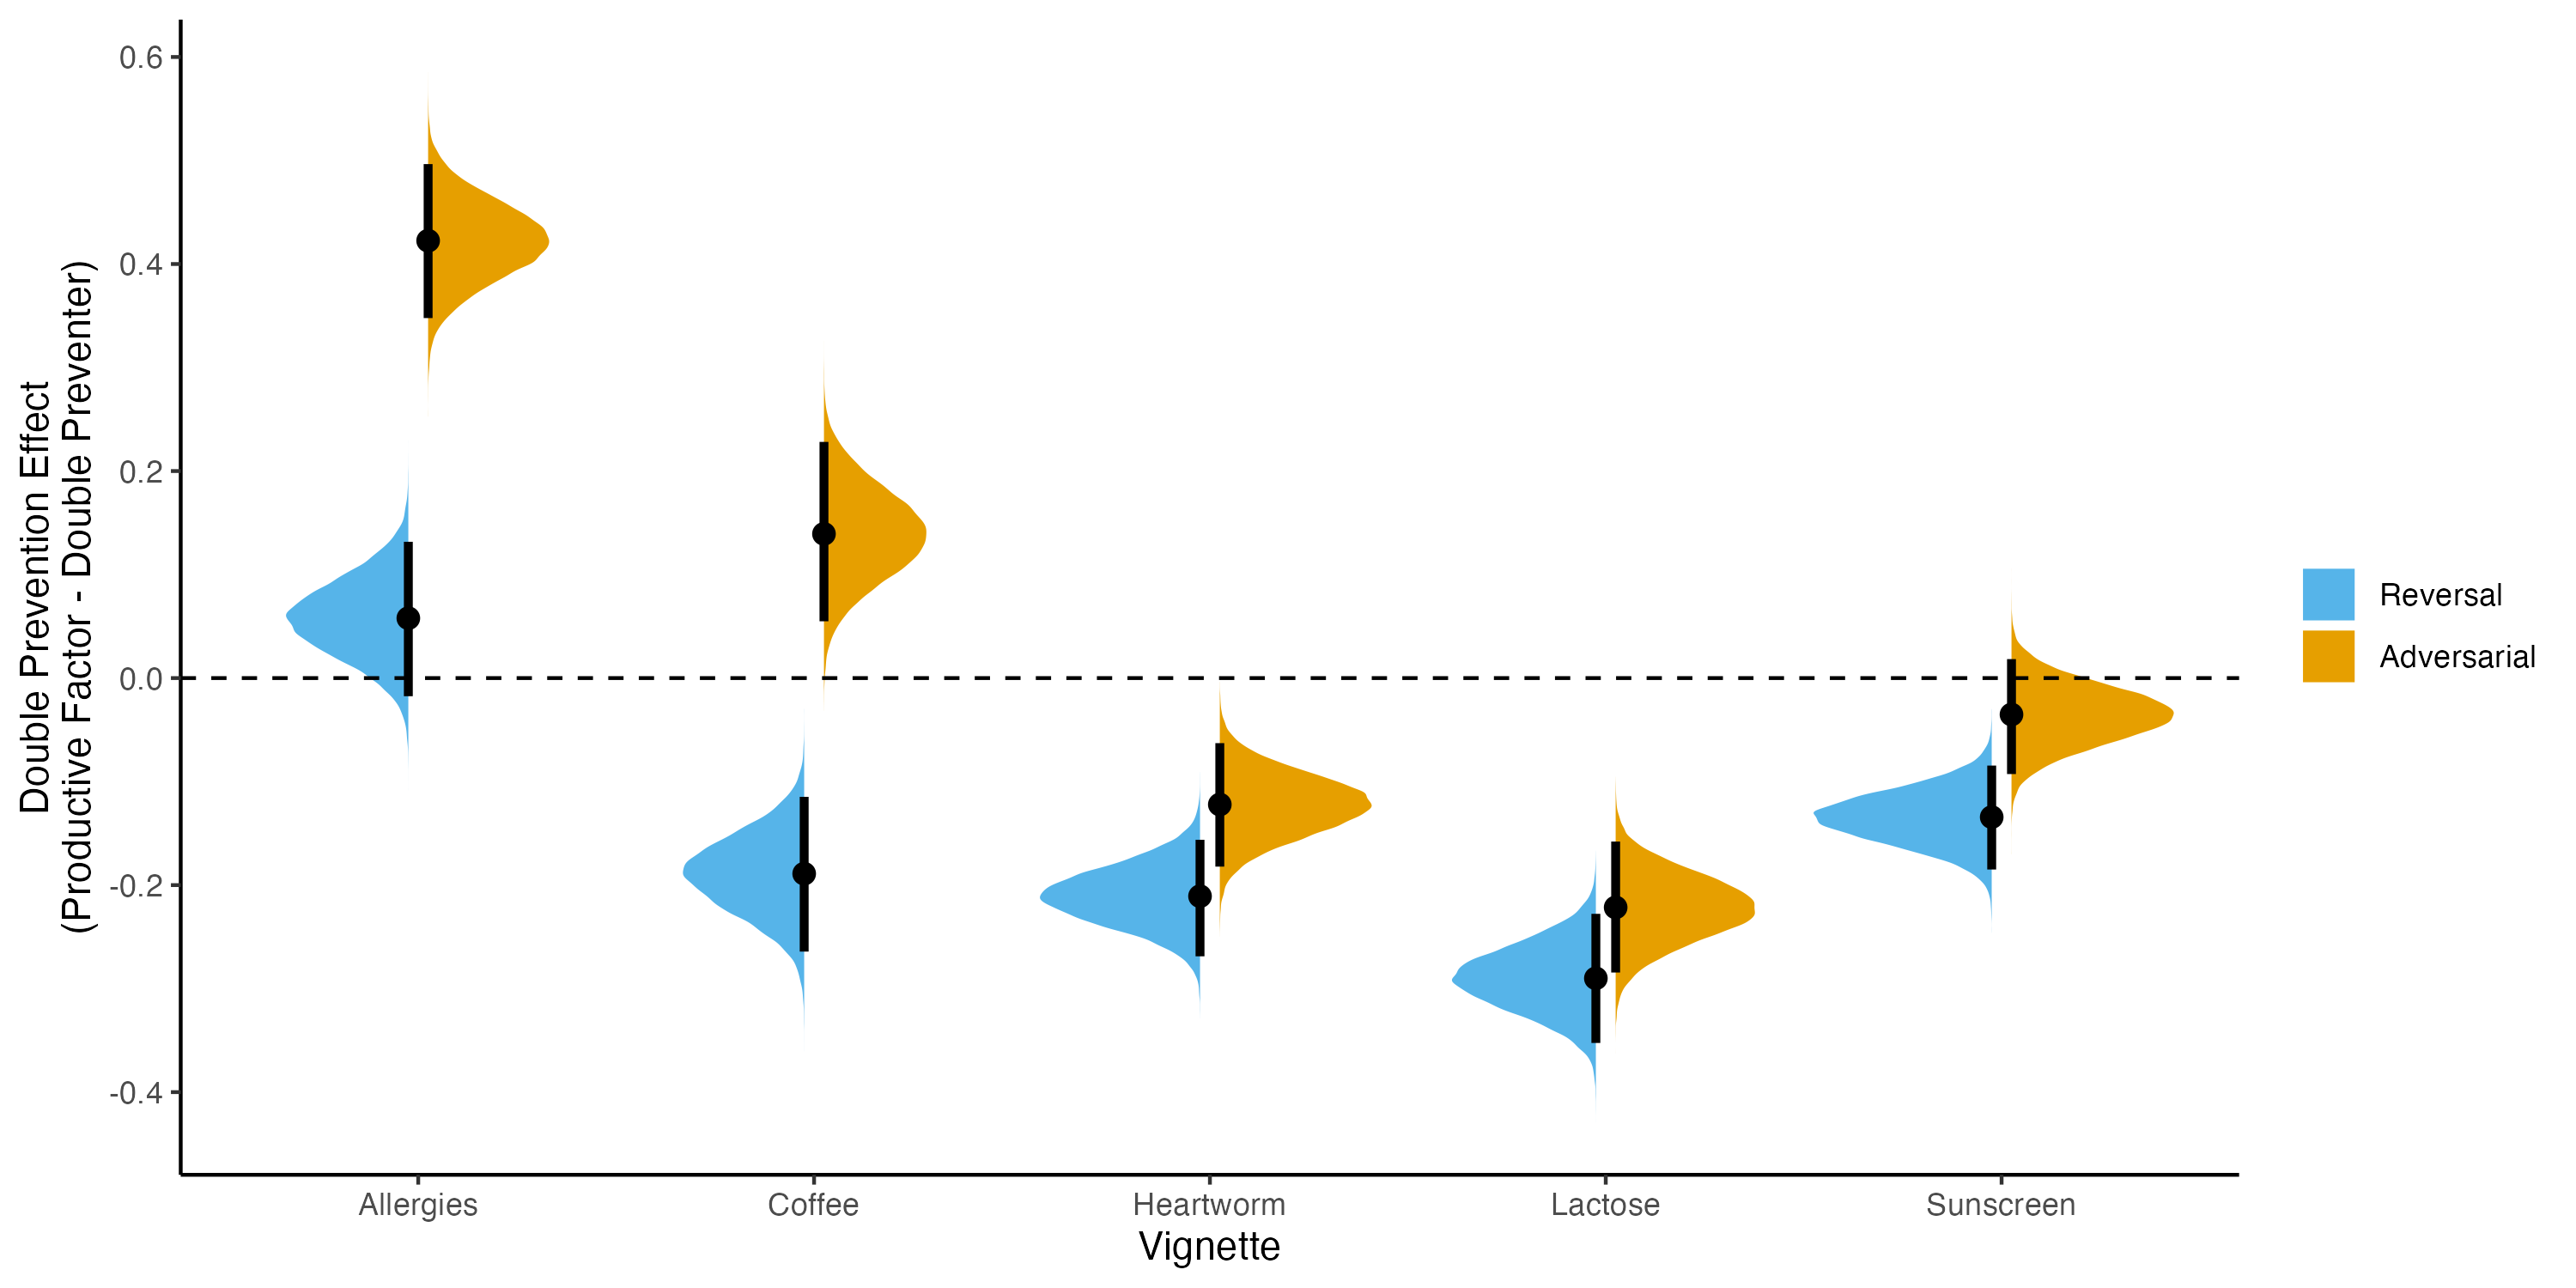 Double Prevention Effect
(Productive Factor - Double Preventer)
0.6
0.4
0.2
0.0
-0.2
-0.4
Allergies
Coffee
Heartworm
Lactose
Sunscreen
Vignette
Reversal
Adversarial